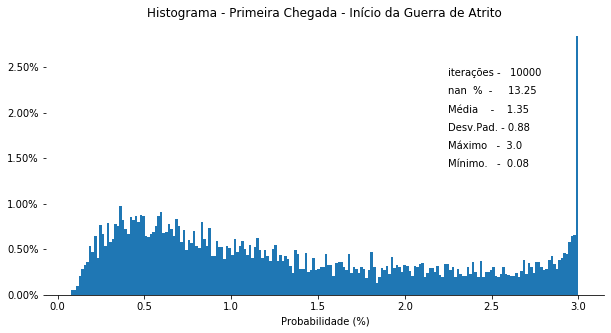 Histograma - Primeira Chegada - Início da Guerra de Atrito
2.50%
2.00%
1.50%
1.00%
0.50%
0.00%
iterações - 10000
nan % - 13.25
Média - 1.35
Desv.Pad. - 0.88
Máximo - 3.0
Mínimo. - 0.08
0.0 0.5 1.0 1.5 2.0 2.5 3.0
Probabilidade (%)